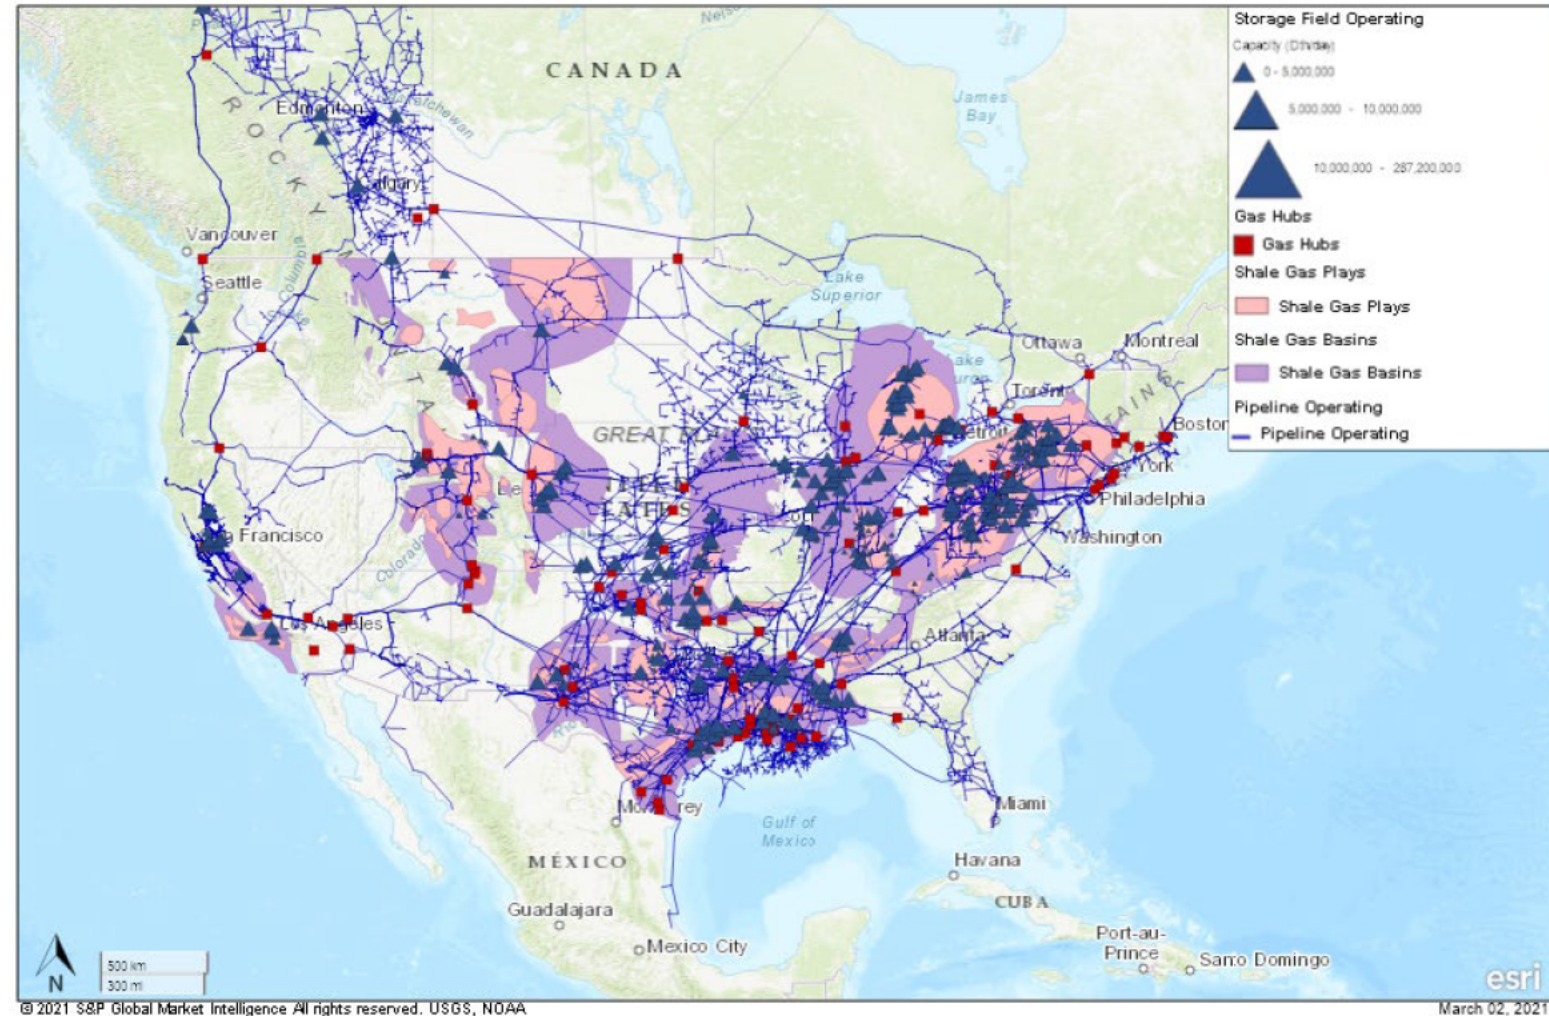 Storage Field Operating
Capacity (Dth/day)
0 - 5,000,000
5,000,000 - 10,000,000
10,000,000 - 287,200,000
Gas Hubs
Gas Hubs
Shale Gas Plays
Shale Gas Plays
Shale Gas Basins
Shale Gas Basins
Pipeline Operating
Pipeline Operating
CANADA
James
Bay
Edmonton
ROCKY
Vancouver
Columbia
Seattle
Lake
Superior
Ottawa
Montreal
Toronto
Boston
GREAT
York
Philadelphia
Washington
Francisco
Colorado
Los Angeles
Atlanta
Miami
Gulf of
Mexico
MÉXICO
Havana
CUBA
Guadalajara
Mexico City
Port-au-
Prince
Santo Domingo
N
500 km
300 mi
esri
© 2021 S&P Global Market Intelligence All rights reserved. USGS, NOAA
March 02, 2021